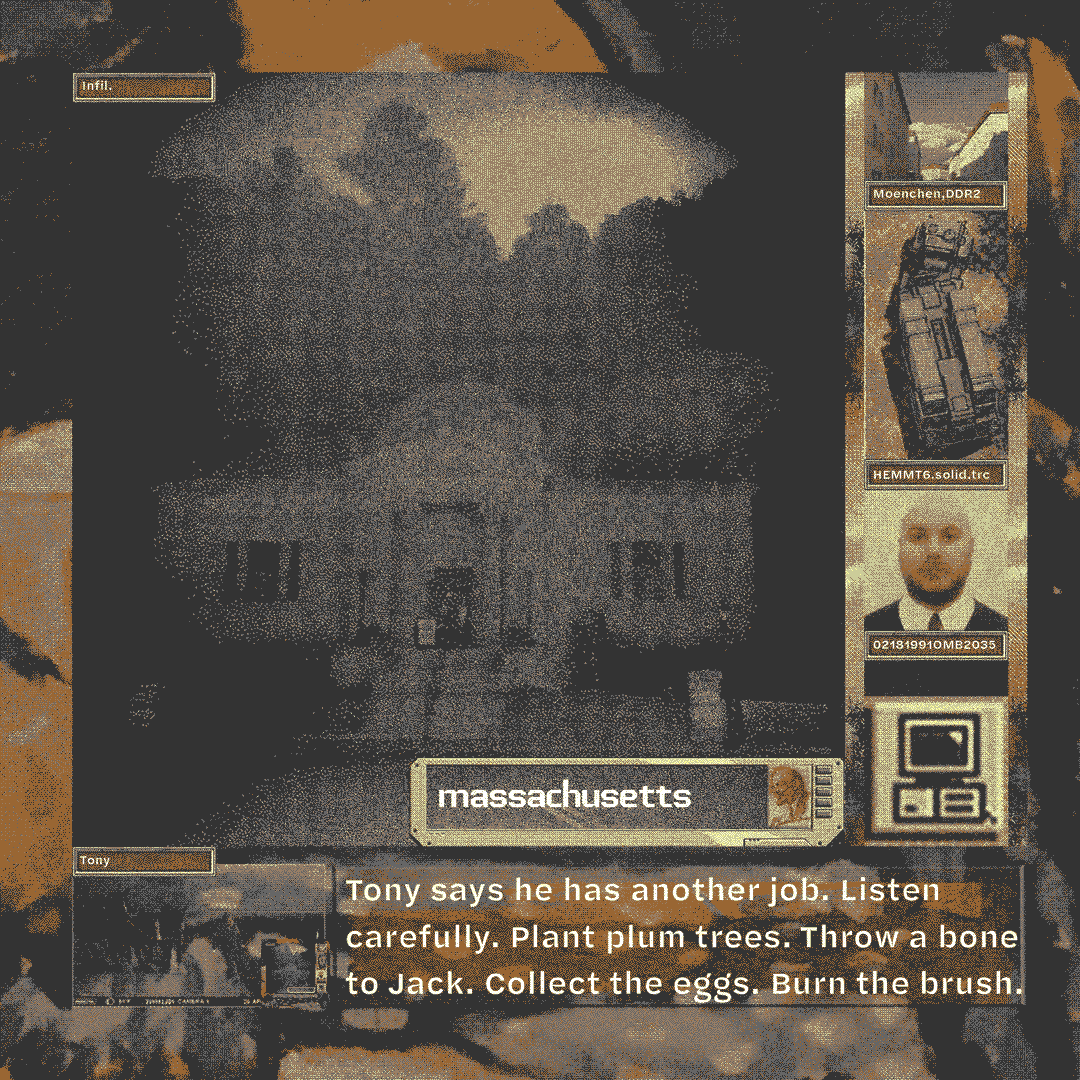 Infil.
Moenchen,DDR2
HEMMT6.solid.trc
02181991OMB2035
massachusetts
Tony
Tony says he has another job. Listen
carefully. Plant plum trees. Throw a bone
to Jack. Collect the eggs. Burn the brush.